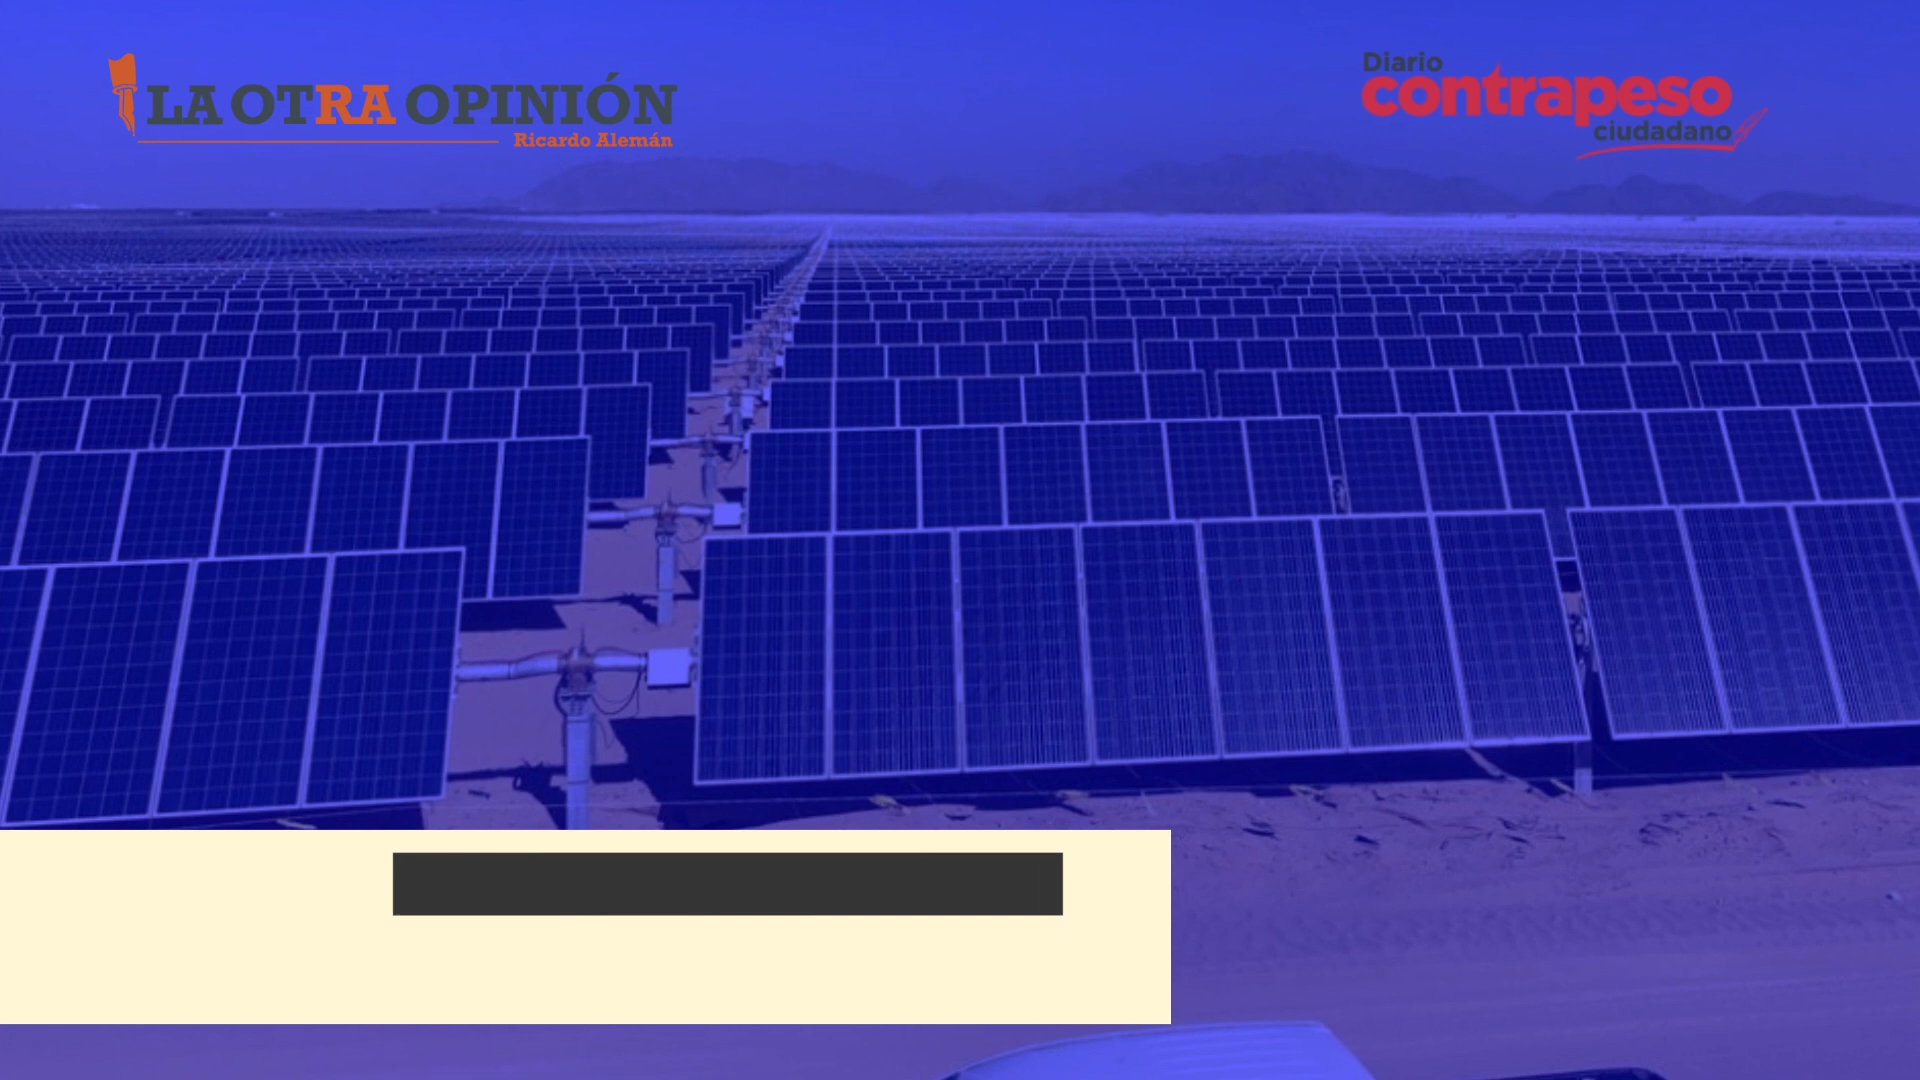 LA OTRA OPINIÓN
Ricardo Alemán
Diario
contrapeso
ciudadano